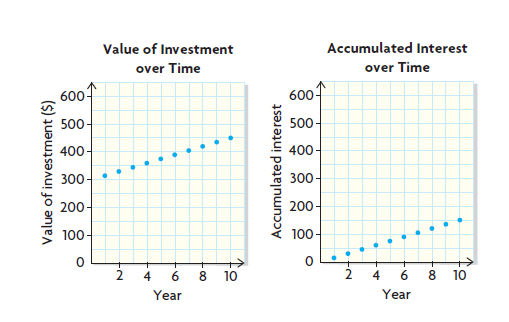 Value of Investment
over Time
Value of investment ($)
600
500
400
300
200
100
0
2 4 6 8 10
Year
Accumulated Interest
over Time
Accumulated interest
600
500
400
300
200
100
0
2 4 6 8 10
Year